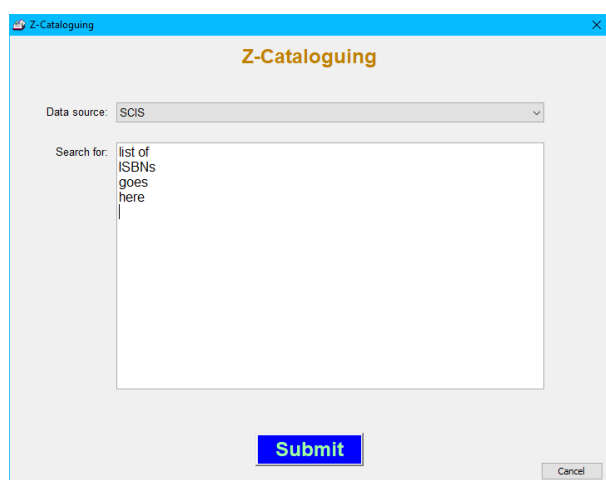 Z-Cataloguing
Z-Cataloguing
Data source: SCIS
Search for: list of
ISBNs
goes
here
Submit
Cancel